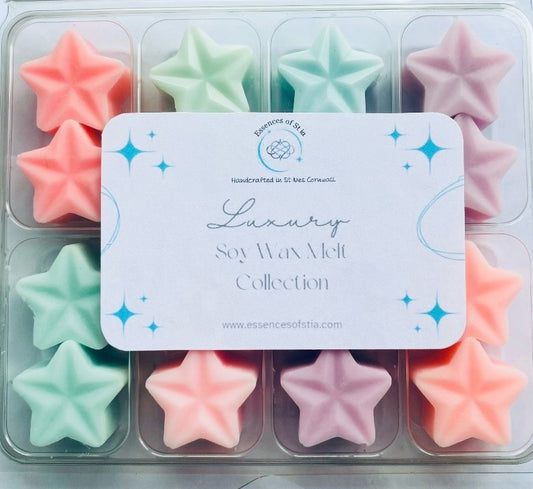 Essences of St ia
Handcrafted in St Ives Cornwall
Luxury
Soy Wax Melt
Collection
www.essencesofstia.com